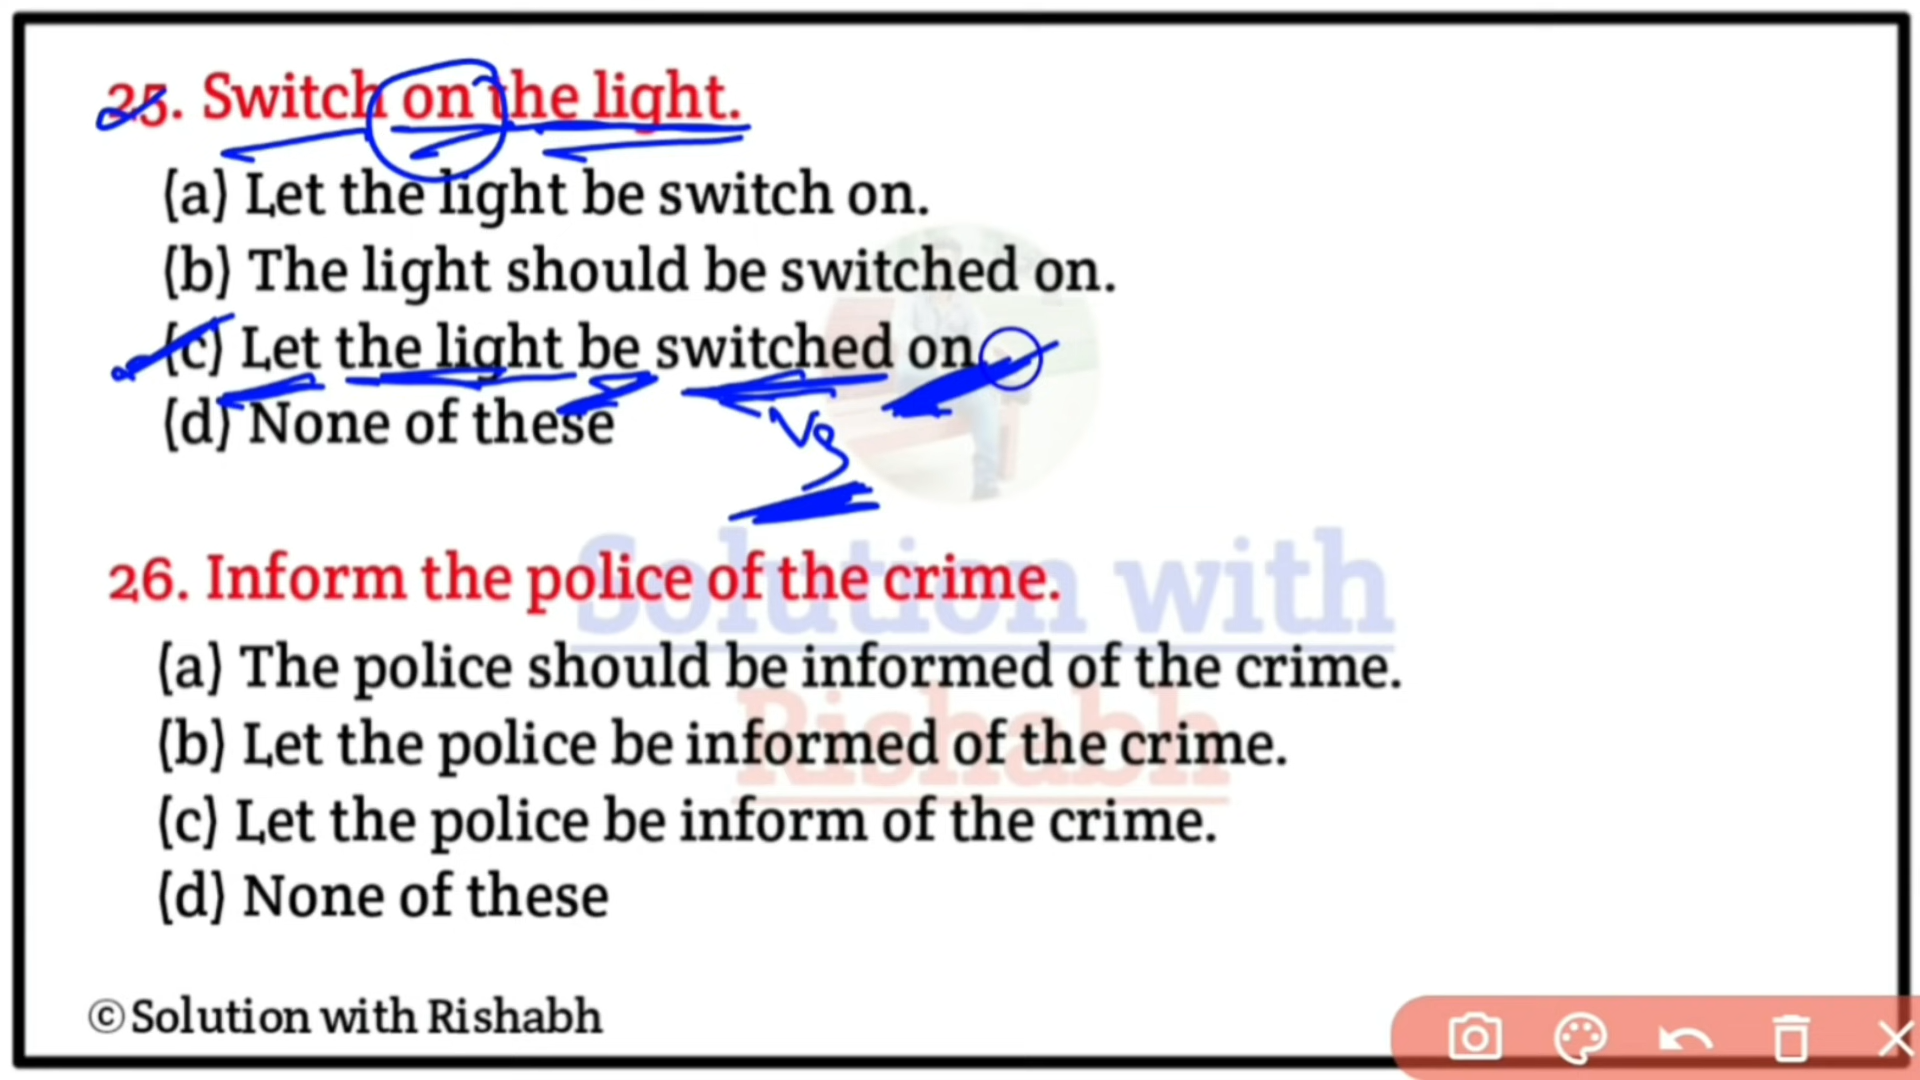 25. Switch on the light.
(a) Let the light be switch on.
(b) The light should be switched on.
(c) Let the light be switched on.
(d) None of these
V3
Solution with
Rishabh
26. Inform the police of the crime.
(a) The police should be informed of the crime.
(b) Let the police be informed of the crime.
(c) Let the police be inform of the crime.
(d) None of these
©Solution with Rishabh